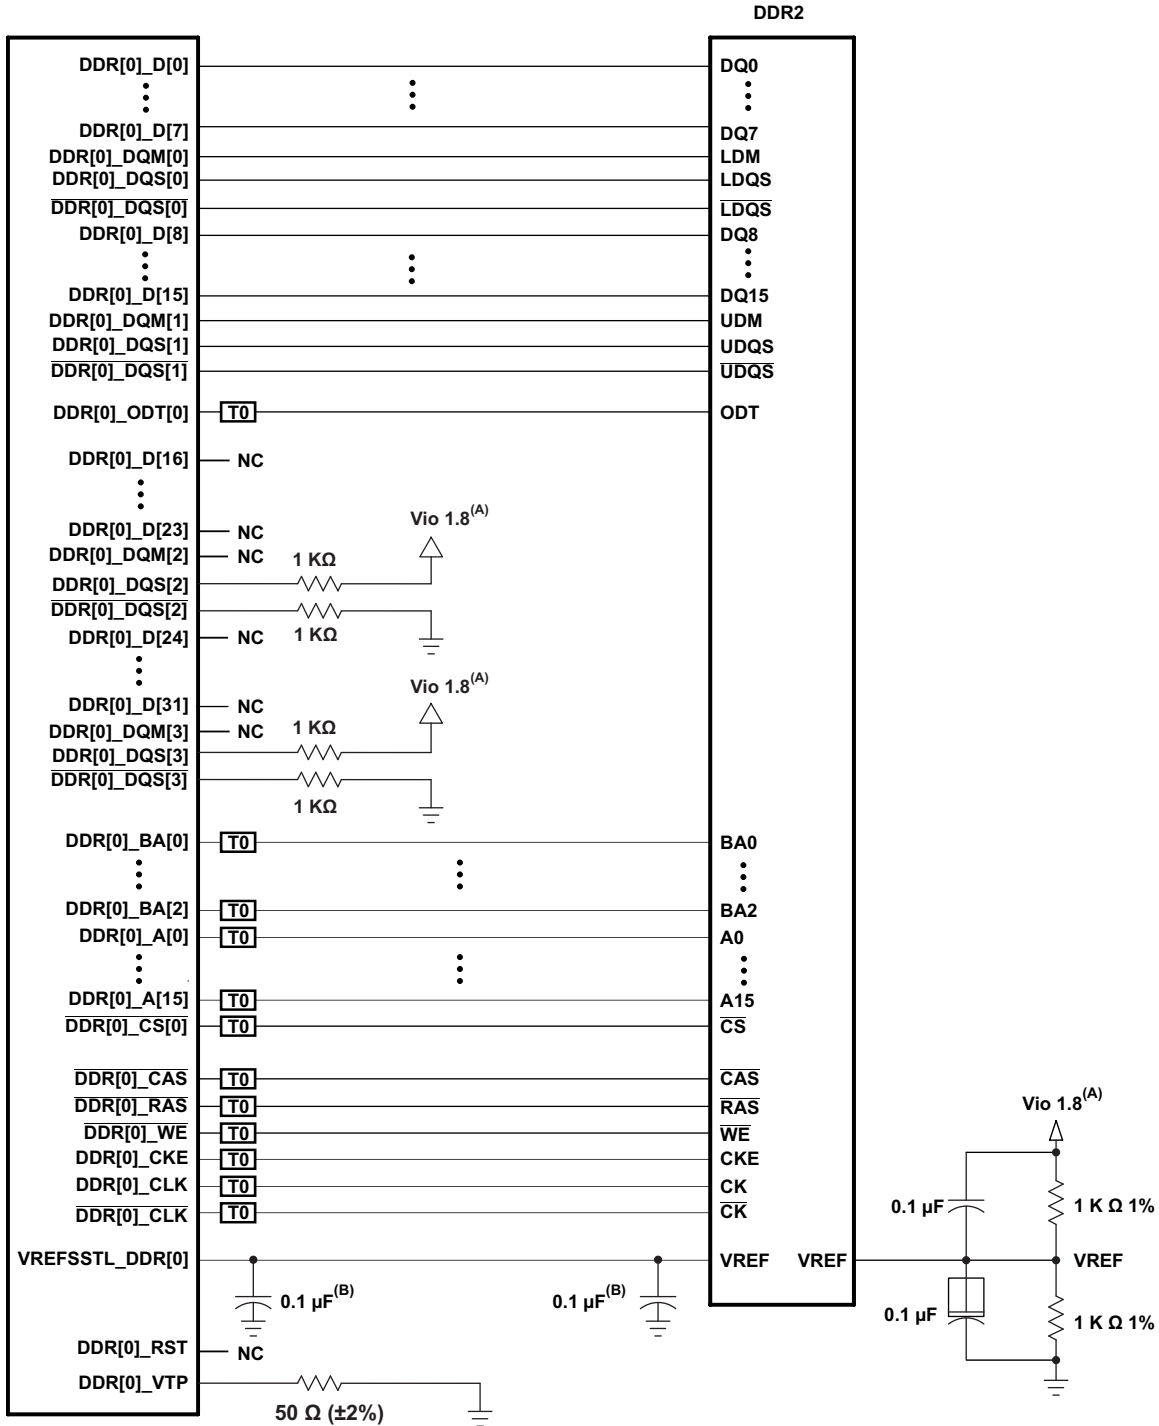 DDR2
DDR[0]_D[0] DQ0
DDR[0]_D[7] DQ7
DDR[0]_DQM[0] LDM
DDR[0]_DQS[0] LDQS
DDR[0]_DQS[0] LDQS
DDR[0]_D[8] DQ8
DDR[0]_D[15] DQ15
DDR[0]_DQM[1] UDM
DDR[0]_DQS[1] UDQS
DDR[0]_DQS[1] UDQS
DDR[0]_ODT[0] T0 ODT
DDR[0]_D[16] NC
Vio 1.8(A)
DDR[0]_D[23] NC
DDR[0]_DQM[2] NC
1 KΩ
DDR[0]_DQS[2]
DDR[0]_DQS[2]
1 KΩ
DDR[0]_D[24] NC
Vio 1.8(A)
DDR[0]_D[31] NC
DDR[0]_DQM[3] NC
1 KΩ
DDR[0]_DQS[3]
DDR[0]_DQS[3]
1 KΩ
DDR[0]_BA[0] T0 BA0
DDR[0]_BA[2] T0 BA2
DDR[0]_A[0] T0 A0
DDR[0]_A[15] T0 A15
DDR[0]_CS[0] T0 CS
DDR[0]_CAS T0 CAS
DDR[0]_RAS T0 RAS
Vio 1.8(A)
DDR[0]_WE T0 WE
DDR[0]_CKE T0 CKE
DDR[0]_CLK T0 CK
DDR[0]_CLK T0 CK
0.1 µF 1 K Ω 1%
VREFSSTL_DDR[0] VREF VREF VREF
0.1 µF(B) 0.1 µF(B)
0.1 µF 1 K Ω 1%
DDR[0]_RST NC
DDR[0]_VTP
50 Ω (±2%)